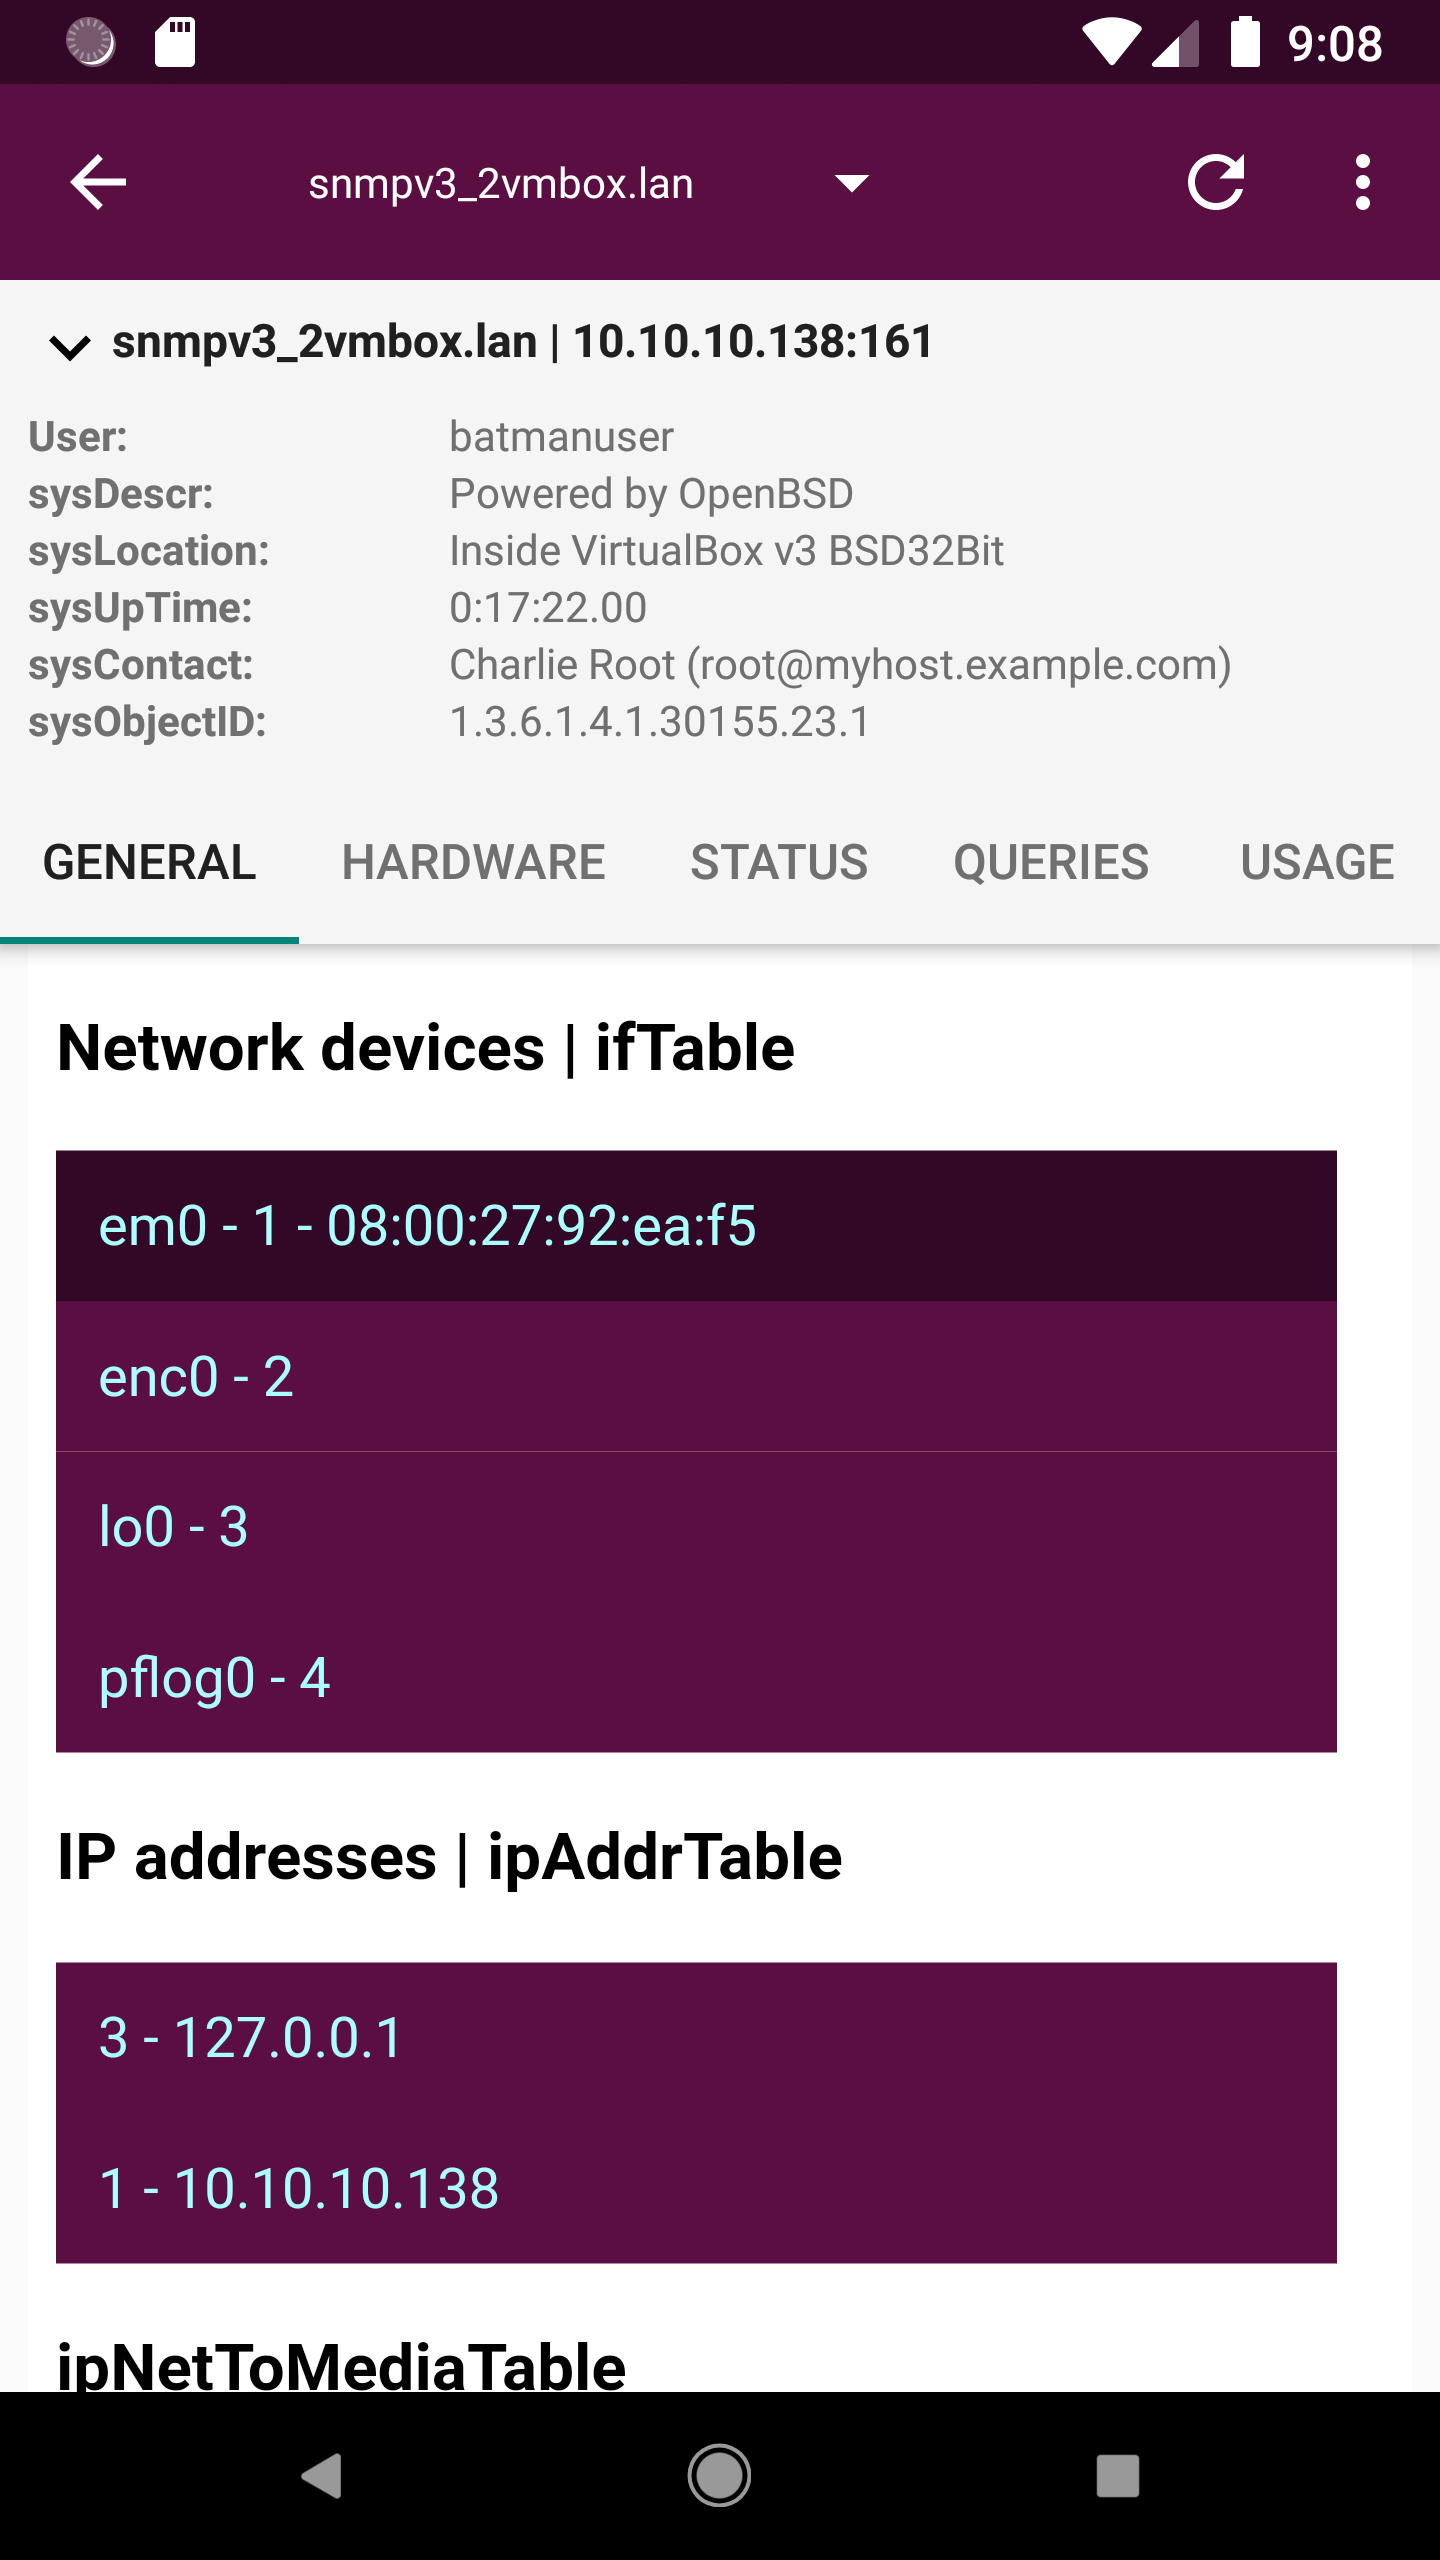 9:08
snmpv3_2vmbox.lan
snmpv3_2vmbox.lan | 10.10.10.138:161
User: batmanuser
sysDescr: Powered by OpenBSD
sysLocation: Inside VirtualBox v3 BSD32Bit
sysUpTime: 0:17:22.00
sysContact: Charlie Root (root@myhost.example.com)
sysObjectID: 1.3.6.1.4.1.30155.23.1
GENERAL HARDWARE STATUS QUERIES USAGE
Network devices | ifTable
em0 - 1 - 08:00:27:92:ea:f5
enc0 - 2
lo0 - 3
pflog0 - 4
IP addresses | ipAddrTable
3 - 127.0.0.1
1 - 10.10.10.138
ipNetToMediaTable